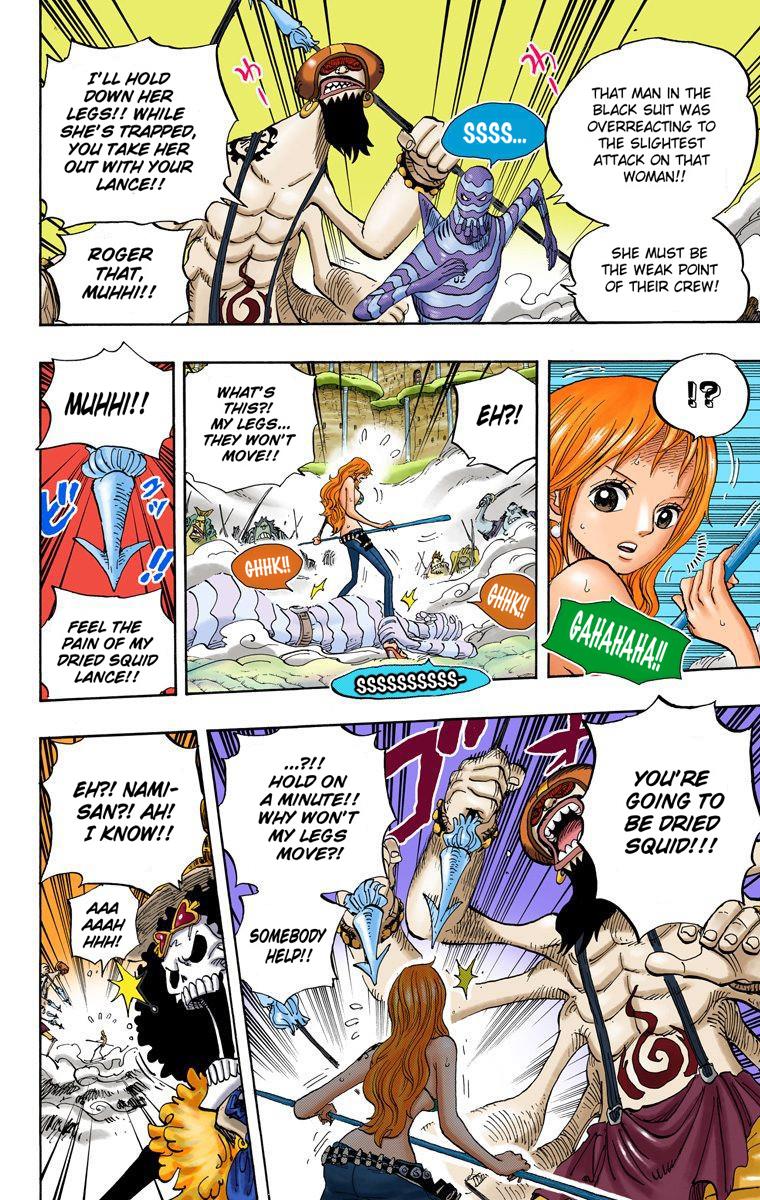 THAT MAN IN THE
BLACK SUIT WAS
OVERREACTING TO
THE SLIGHTEST
ATTACK ON THAT
WOMAN!!
SHE MUST BE
THE WEAK POINT
OF THEIR CREW!
SSSS...
I'LL HOLD
DOWN HER
LEGS!! WHILE
SHE'S TRAPPED,
YOU TAKE HER
OUT WITH YOUR
LANCE!!
ROGER
THAT,
MUHHI!!
!?
GAHAHAHA!!
EH?!
WHAT'S
THIS?!
MY LEGS...
THEY WON'T
MOVE!!
GHHK!!
GHHK!!
SSSSSSSSSS-
MUHHI!!
ビュッ!!
FEEL THE
PAIN OF MY
DRIED SQUID
LANCE!!
YOU'RE
GOING TO
BE DRIED
SQUID!!!
...?!!
HOLD ON
A MINUTE!!
WHY WON'T
MY LEGS
MOVE?!
SOMEBODY
HELP!!
EH?! NAMI-
SAN?! AH!
I KNOW!!
AAA
AAAH
HHH!